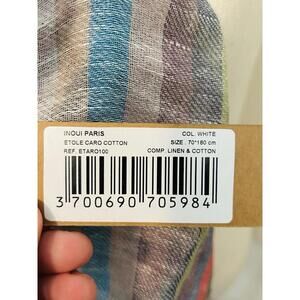 INOUI PARIS COL. WHITE
ETOLE CARO COTTON SIZE : 70*180 cm
REF. ETARO100 COMP. LINEN & COTTON
3 700690 705984